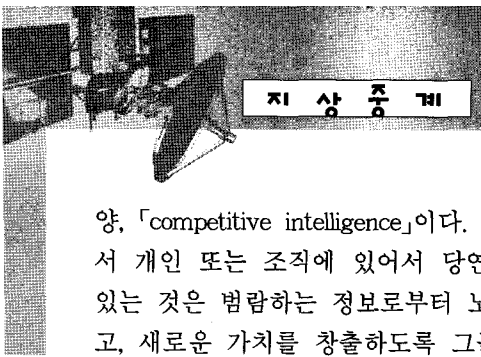 지상중계
양, 「competitive intelligence」이다.
서 개인 또는 조직에 있어서 당연
있는 것은 범람하는 정보로부터
고, 새로운 가치를 창출하도록